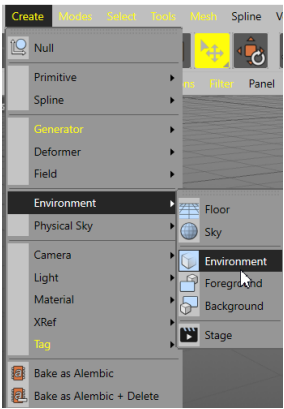 Create Modes Select Tools Mesh Spline V
Null
Primitive
ns Filter Panel
Spline
Generator
Deformer
Field
Environment
Floor
Physical Sky
Sky
Camera
Environment
Light
Foreground
Material
Background
XRef
Stage
Tag
Bake as Alembic
Bake as Alembic + Delete